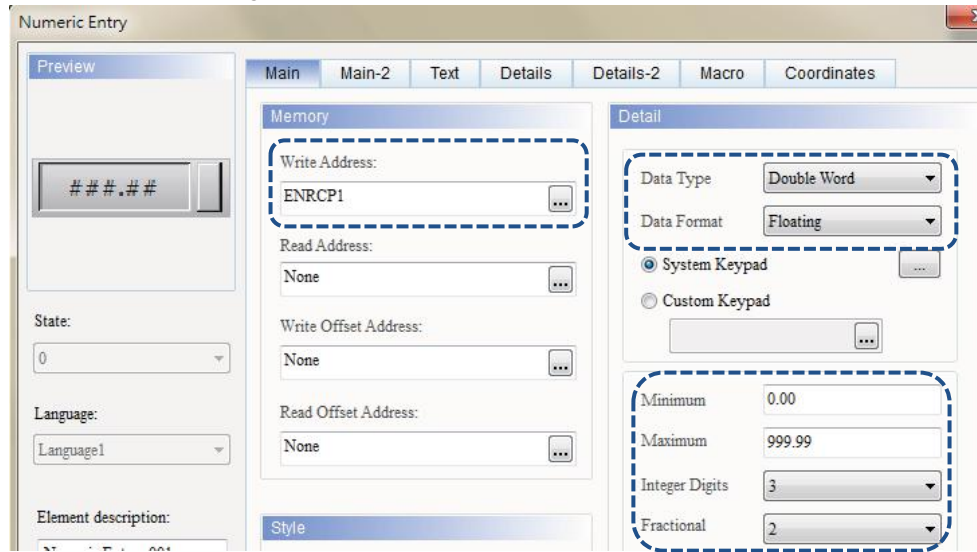 Numeric Entry
Preview
###.##
State:
0
Language:
Language1
Element description:
Main Main-2 Text Details Details-2 Macro Coordinates
Memory
Write Address:
ENRCP1
...
Read Address:
None
...
Write Offset Address:
None
...
Read Offset Address:
None
...
Style
Detail
Data Type Double Word
Data Format Floating
System Keypad ...
Custom Keypad
...
Minimum 0.00
Maximum 999.99
Integer Digits 3
Fractional 2